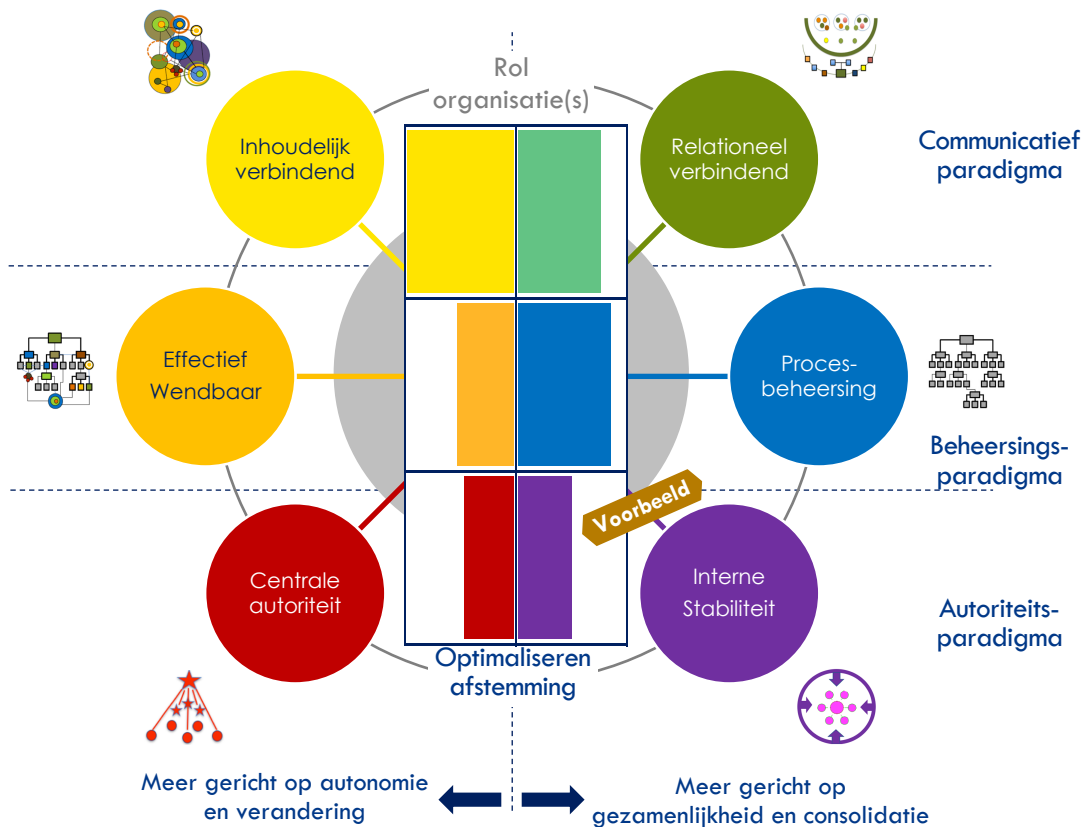 Rol
organisatie(s)
Inhoudelijk
verbindend
Relationeel
verbindend
Communicatief
paradigma
Effectief
Wendbaar
Proces-
beheersing
Beheersings-
paradigma
Voorbeeld
Centrale
autoriteit
Interne
Stabiliteit
Autoriteits-
paradigma
Optimaliseren
afstemming
Meer gericht op autonomie
en verandering
Meer gericht op
gezamenlijkheid en consolidatie